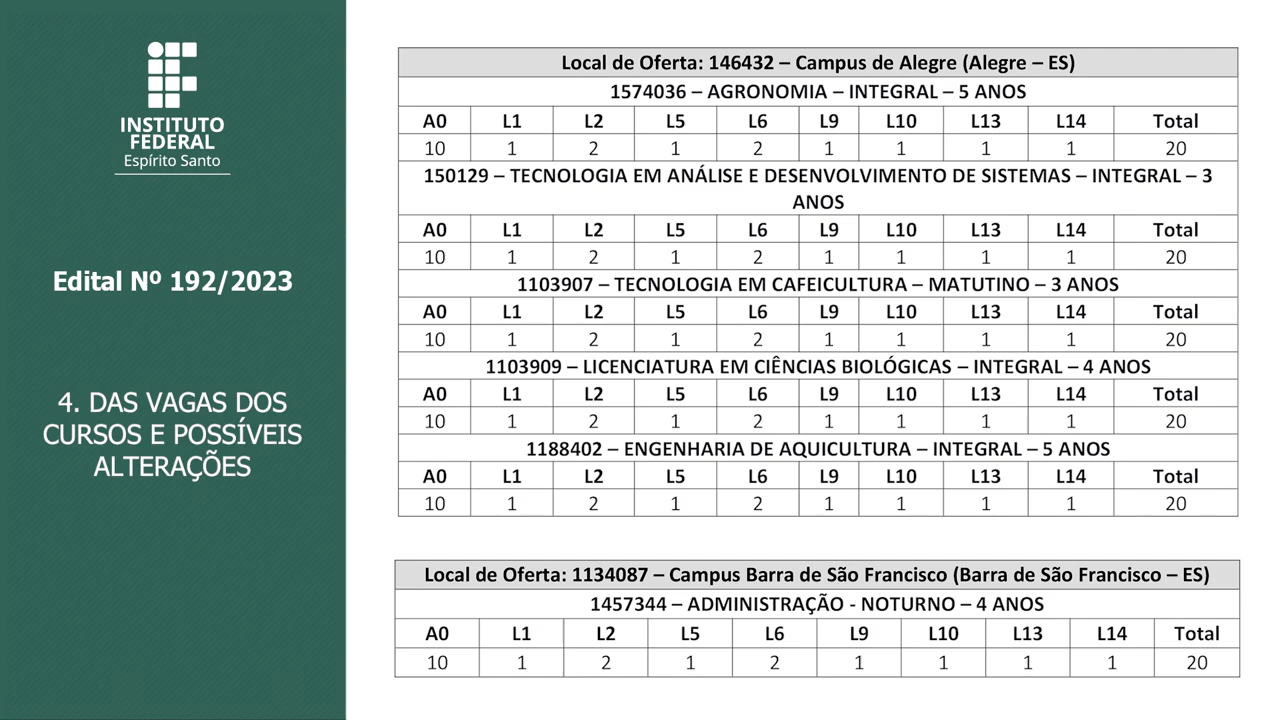 INSTITUTO
FEDERAL
Espírito Santo
Edital Nº 192/2023
4. DAS VAGAS DOS
CURSOS E POSSÍVEIS
ALTERAÇÕES
Local de Oferta: 146432 – Campus de Alegre (Alegre – ES)
1574036 – AGRONOMIA – INTEGRAL – 5 ANOS
A0 L1 L2 L5 L6 L9 L10 L13 L14 Total
10 1 2 1 2 1 1 1 1 20
150129 – TECNOLOGIA EM ANÁLISE E DESENVOLVIMENTO DE SISTEMAS – INTEGRAL – 3
ANOS
A0 L1 L2 L5 L6 L9 L10 L13 L14 Total
10 1 2 1 2 1 1 1 1 20
1103907 – TECNOLOGIA EM CAFEICULTURA – MATUTINO – 3 ANOS
A0 L1 L2 L5 L6 L9 L10 L13 L14 Total
10 1 2 1 2 1 1 1 1 20
1103909 – LICENCIATURA EM CIÊNCIAS BIOLÓGICAS – INTEGRAL – 4 ANOS
A0 L1 L2 L5 L6 L9 L10 L13 L14 Total
10 1 2 1 2 1 1 1 1 20
1188402 – ENGENHARIA DE AQUICULTURA – INTEGRAL – 5 ANOS
A0 L1 L2 L5 L6 L9 L10 L13 L14 Total
10 1 2 1 2 1 1 1 1 20
Local de Oferta: 1134087 – Campus Barra de São Francisco (Barra de São Francisco – ES)
1457344 – ADMINISTRAÇÃO - NOTURNO – 4 ANOS
A0 L1 L2 L5 L6 L9 L10 L13 L14 Total
10 1 2 1 2 1 1 1 1 20